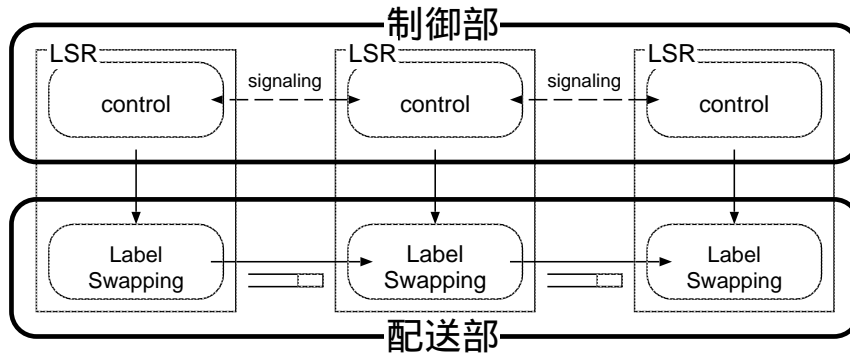 制御部
LSR
LSR
LSR
control
signaling
control
signaling
control
Label
Swapping
Label
Swapping
Label
Swapping
配送部